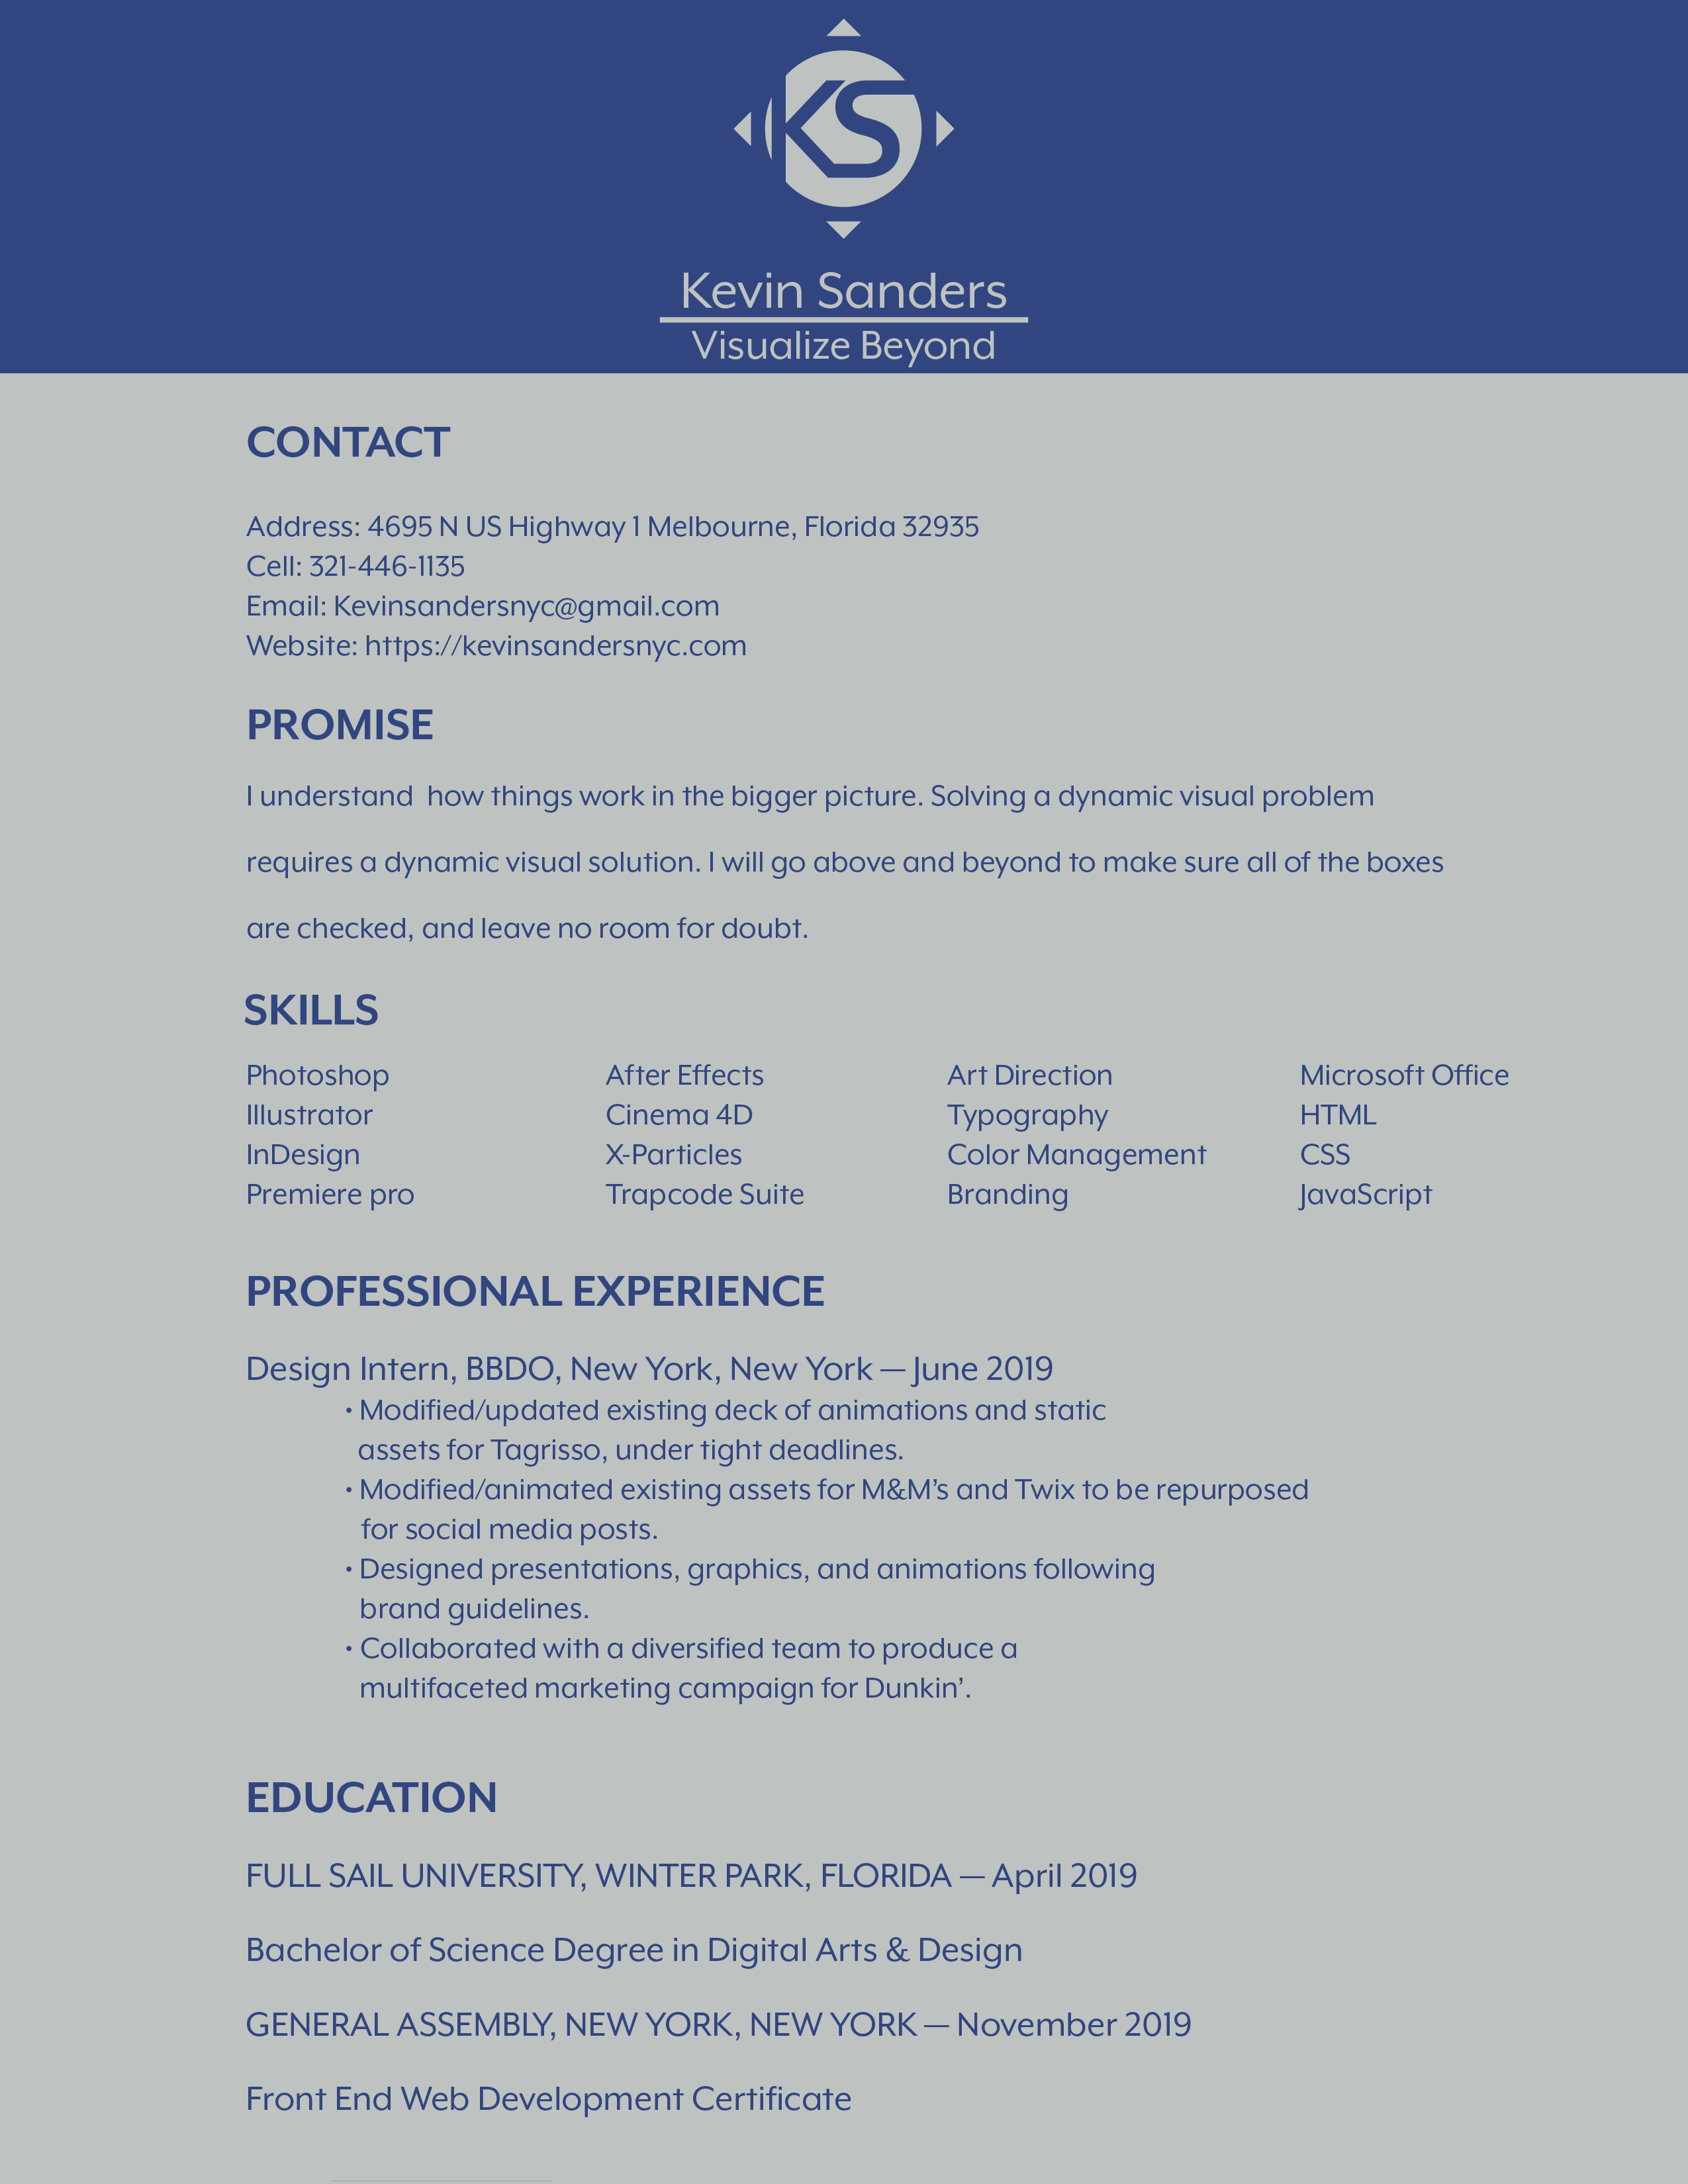 KS
Kevin Sanders
Visualize Beyond
CONTACT
Address: 4695 N US Highway 1 Melbourne, Florida 32935
Cell: 321-446-1135
Email: Kevinsandersnyc@gmail.com
Website: https://kevinsandersnyc.com
PROMISE
I understand  how things work in the bigger picture. Solving a dynamic visual problem
requires a dynamic visual solution. I will go above and beyond to make sure all of the boxes
are checked, and leave no room for doubt.
SKILLS
Photoshop After Effects Art Direction Microsoft Office
Illustrator Cinema 4D Typography HTML
InDesign X-Particles Color Management CSS
Premiere pro Trapcode Suite Branding JavaScript
PROFESSIONAL EXPERIENCE
Design Intern, BBDO, New York, New York — June 2019
• Modified/updated existing deck of animations and static
assets for Tagrisso, under tight deadlines.
• Modified/animated existing assets for M&M’s and Twix to be repurposed
for social media posts.
• Designed presentations, graphics, and animations following
brand guidelines.
• Collaborated with a diversified team to produce a
multifaceted marketing campaign for Dunkin’.
EDUCATION
FULL SAIL UNIVERSITY, WINTER PARK, FLORIDA — April 2019
Bachelor of Science Degree in Digital Arts & Design
GENERAL ASSEMBLY, NEW YORK, NEW YORK — November 2019
Front End Web Development Certificate